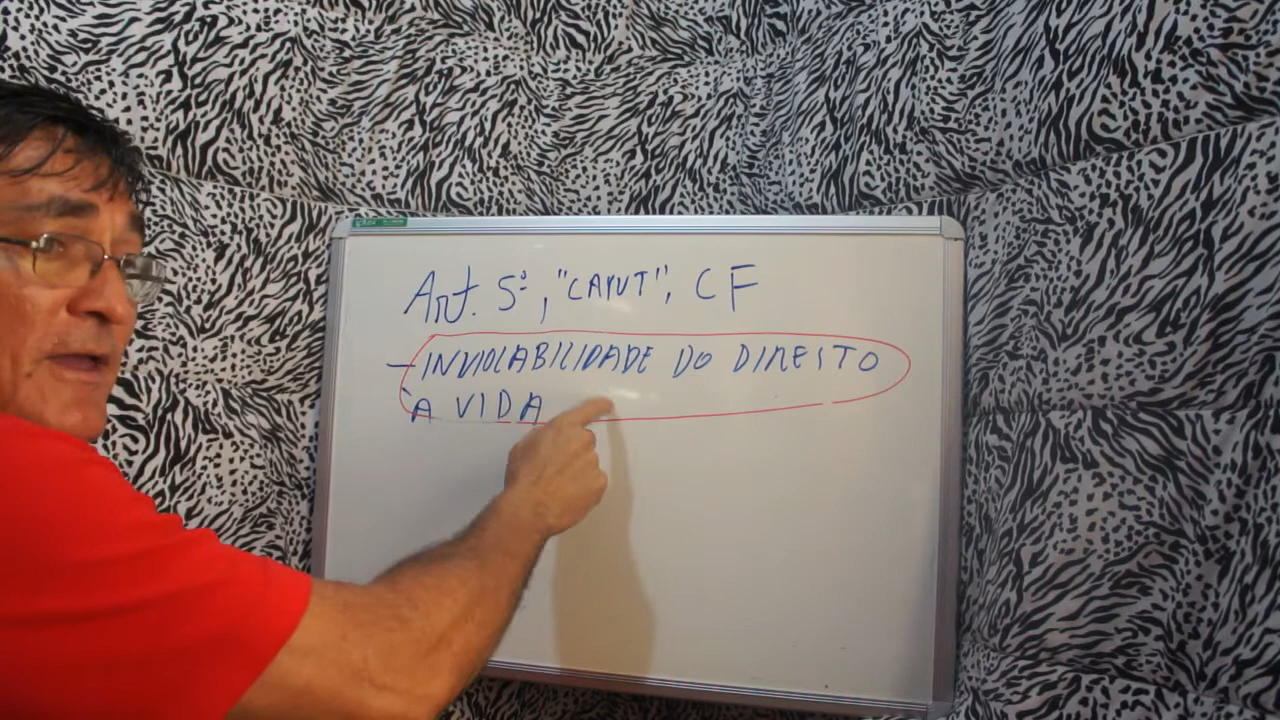 Art. 5º, "CAPUT", CF
- INVIOLABILIDADE DO DIREITO
À VIDA